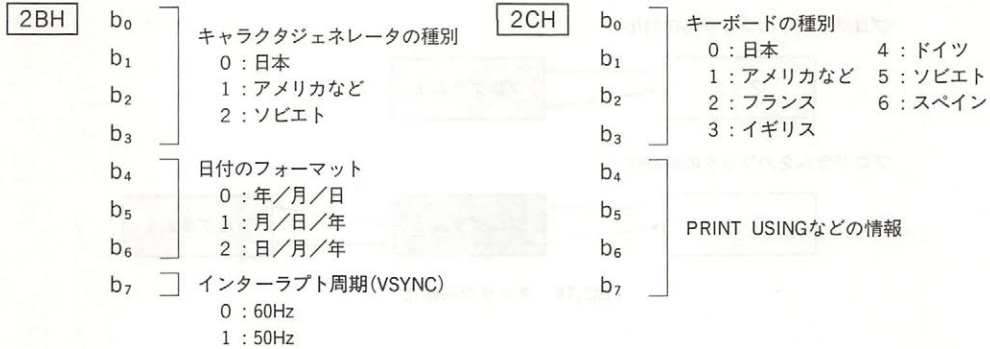 2BH
b₀
b₁
b₂
b₃
キャラクタジェネレータの種別
0：日本
1：アメリカなど
2：ソビエト
b₄
b₅
b₆
日付のフォーマット
0：年／月／日
1：月／日／年
2：日／月／年
b₇
インターラプト周期(VSYNC)
0：60Hz
1：50Hz
2CH
b₀
b₁
b₂
b₃
キーボードの種別
0：日本 4：ドイツ
1：アメリカなど 5：ソビエト
2：フランス 6：スペイン
3：イギリス
b₄
b₅
b₆
b₇
PRINT USINGなどの情報